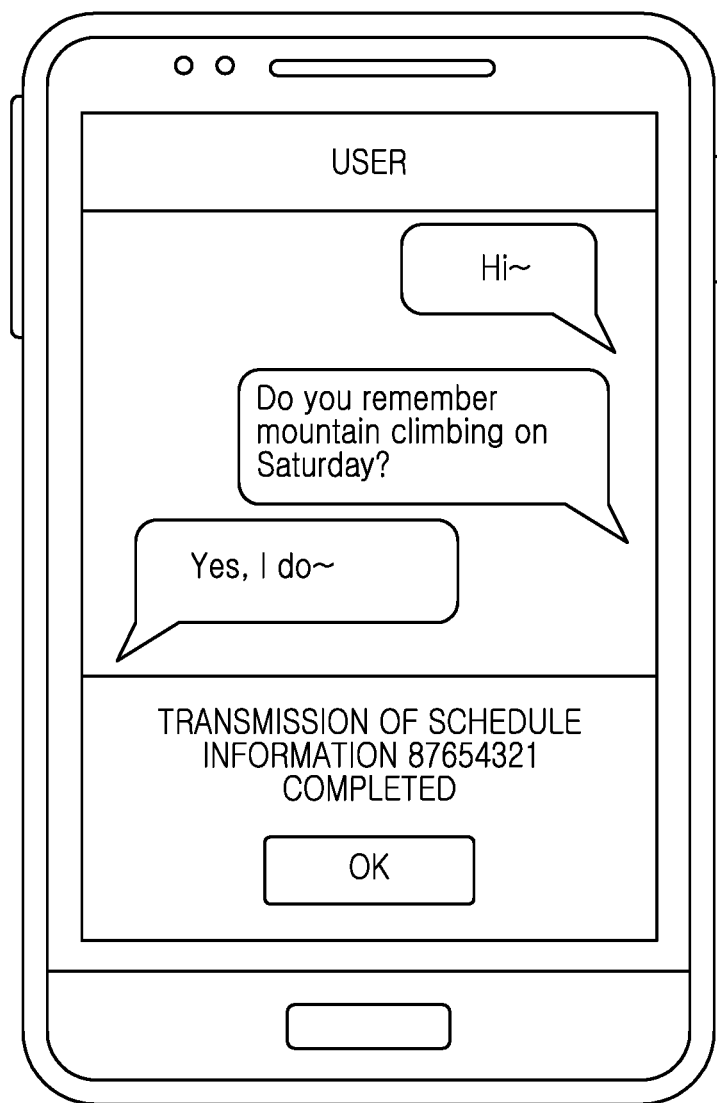 USER
Hi~
Do you remember
mountain climbing on
Saturday?
Yes, I do~
TRANSMISSION OF SCHEDULE
INFORMATION 87654321
COMPLETED
OK